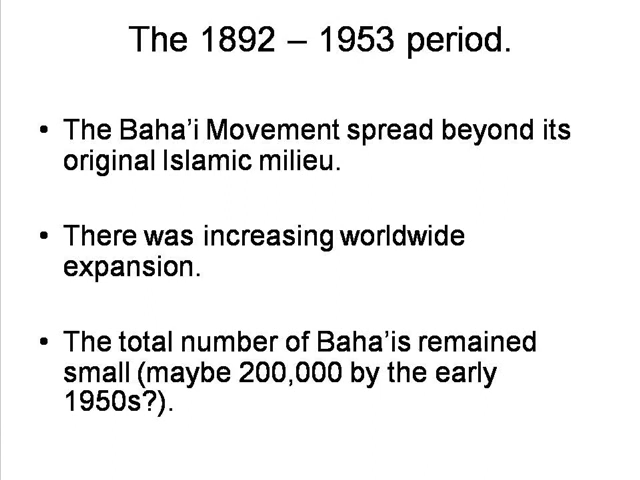 The 1892 – 1953 period.
• The Baha’i Movement spread beyond its
original Islamic milieu.
• There was increasing worldwide
expansion.
• The total number of Baha’is remained
small (maybe 200,000 by the early
1950s?).